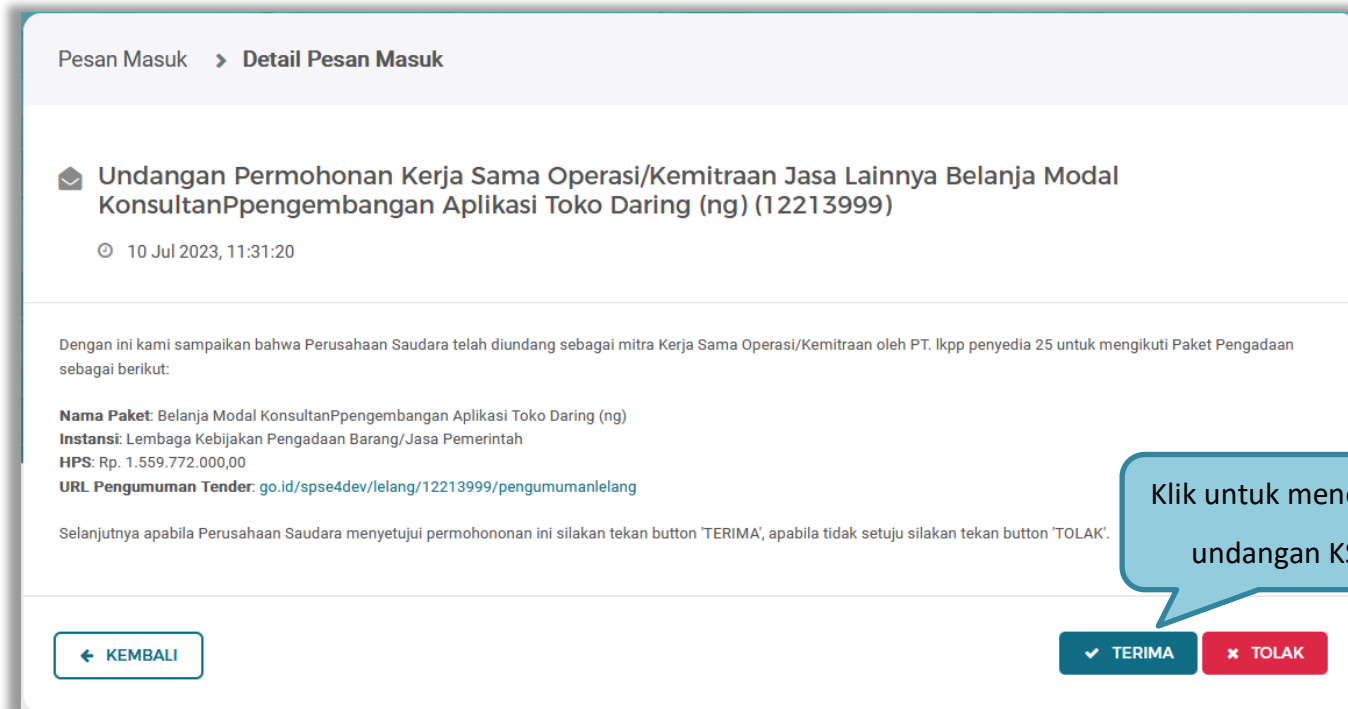 Pesan Masuk > Detail Pesan Masuk
Undangan Permohonan Kerja Sama Operasi/Kemitraan Jasa Lainnya Belanja Modal
KonsultanPpengembangan Aplikasi Toko Daring (ng) (12213999)
10 Jul 2023, 11:31:20
Dengan ini kami sampaikan bahwa Perusahaan Saudara telah diundang sebagai mitra Kerja Sama Operasi/Kemitraan oleh PT. lkpp penyedia 25 untuk mengikuti Paket Pengadaan
sebagai berikut:
Nama Paket: Belanja Modal KonsultanPpengembangan Aplikasi Toko Daring (ng)
Instansi: Lembaga Kebijakan Pengadaan Barang/Jasa Pemerintah
HPS: Rp. 1.559.772.000,00
URL Pengumuman Tender: go.id/spse4dev/lelang/12213999/pengumumanlelang
Selanjutnya apabila Perusahaan Saudara menyetujui permohononan ini silakan tekan button 'TERIMA', apabila tidak setuju silakan tekan button 'TOLAK'.
Klik untuk
undangan
KEMBALI
TERIMA
TOLAK